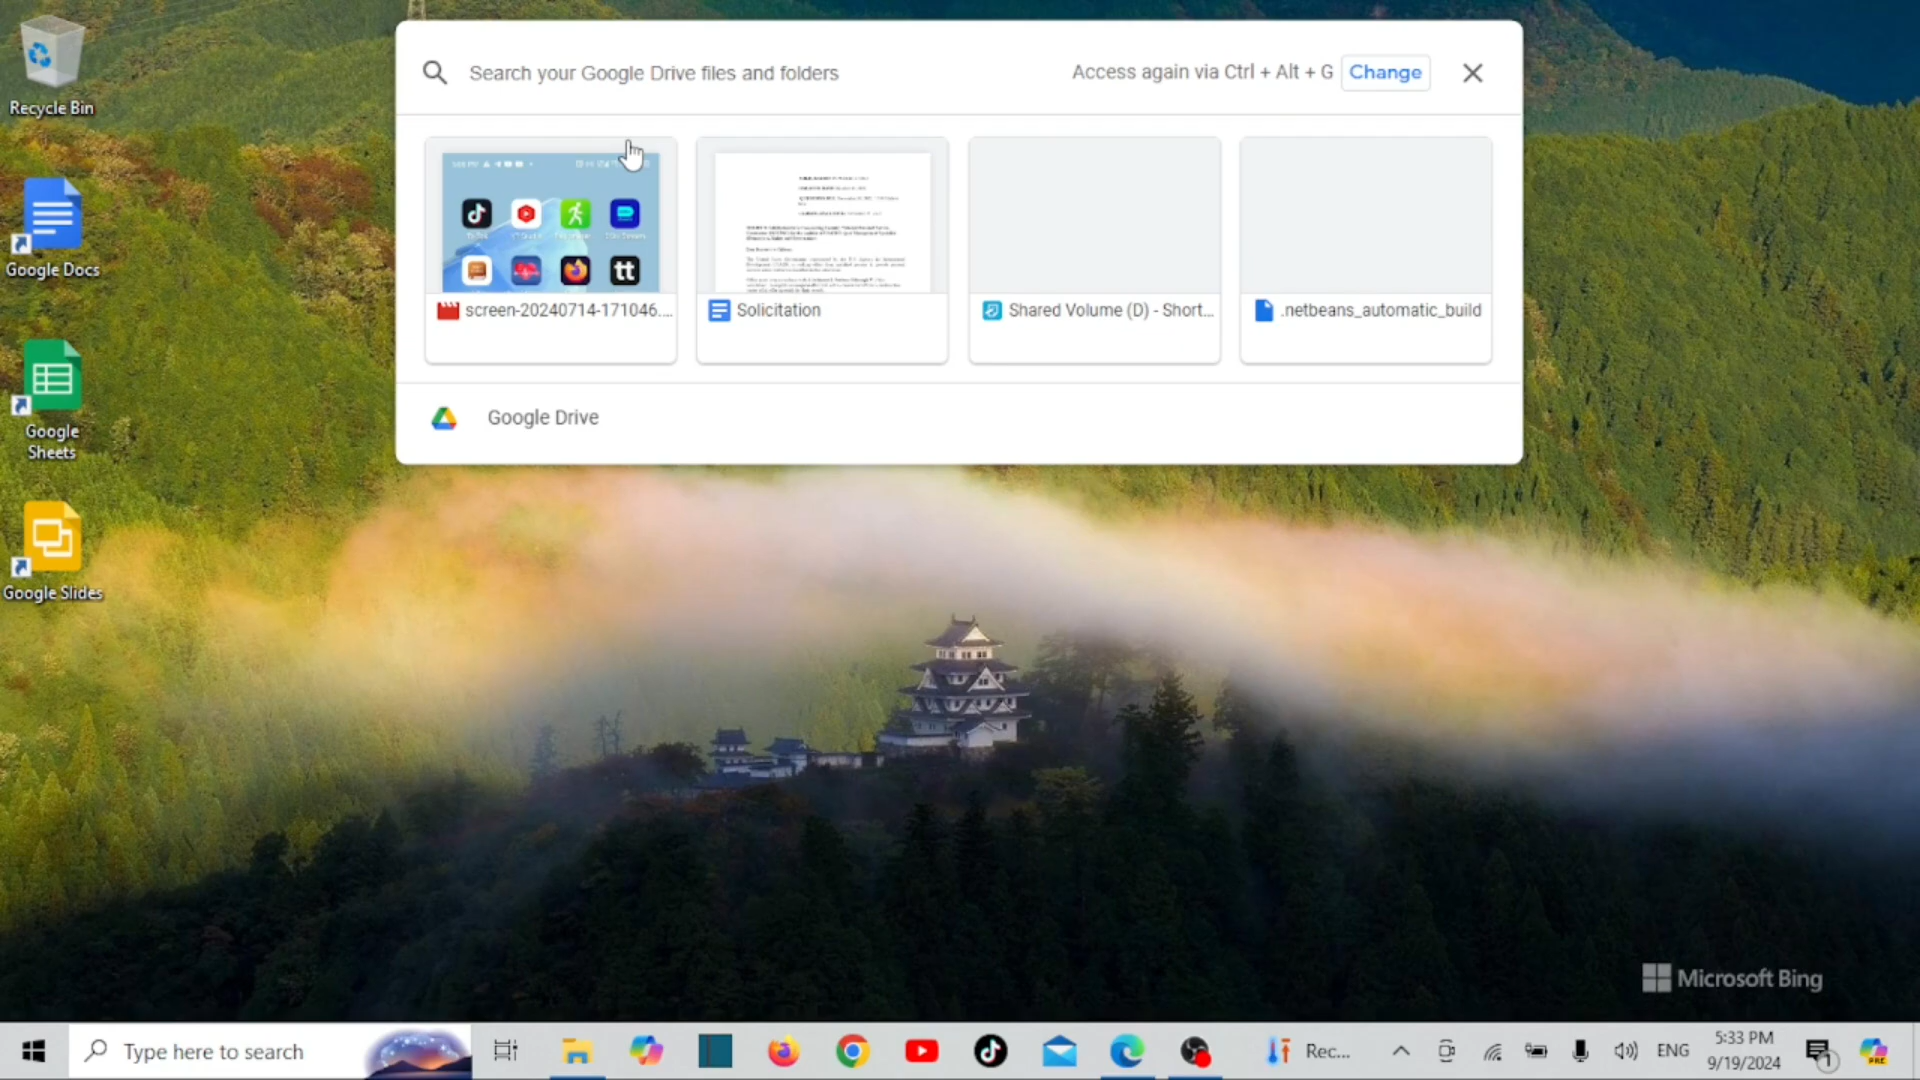 Recycle Bin
Google Docs
Google
Sheets
Google Slides
Search your Google Drive files and folders
Access again via Ctrl + Alt + G
Change
screen-20240714-171046....
Solicitation
Shared Volume (D) - Short...
.netbeans_automatic_build
Google Drive
Microsoft Bing
Type here to search
Rec...
ENG
5:33 PM
9/19/2024
1
PRE